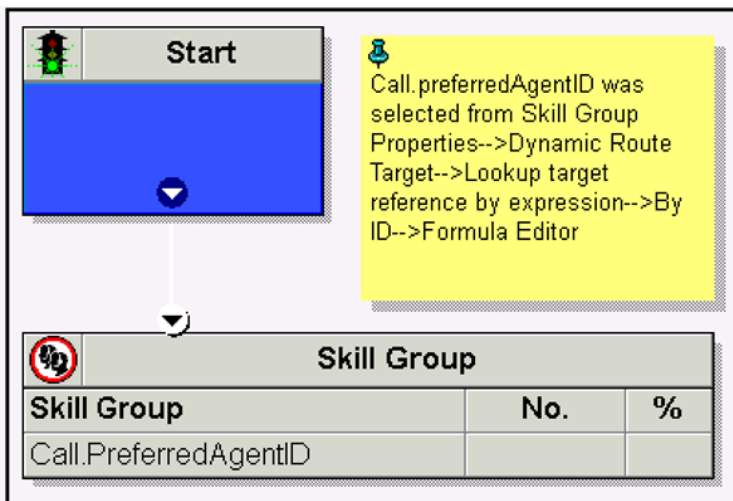 Start
Call.preferredAgentID was
selected from Skill Group
Properties-->Dynamic Route
Target-->Lookup target
reference by expression-->By
ID-->Formula Editor
Skill Group
Skill Group No. %
Call.PreferredAgentID